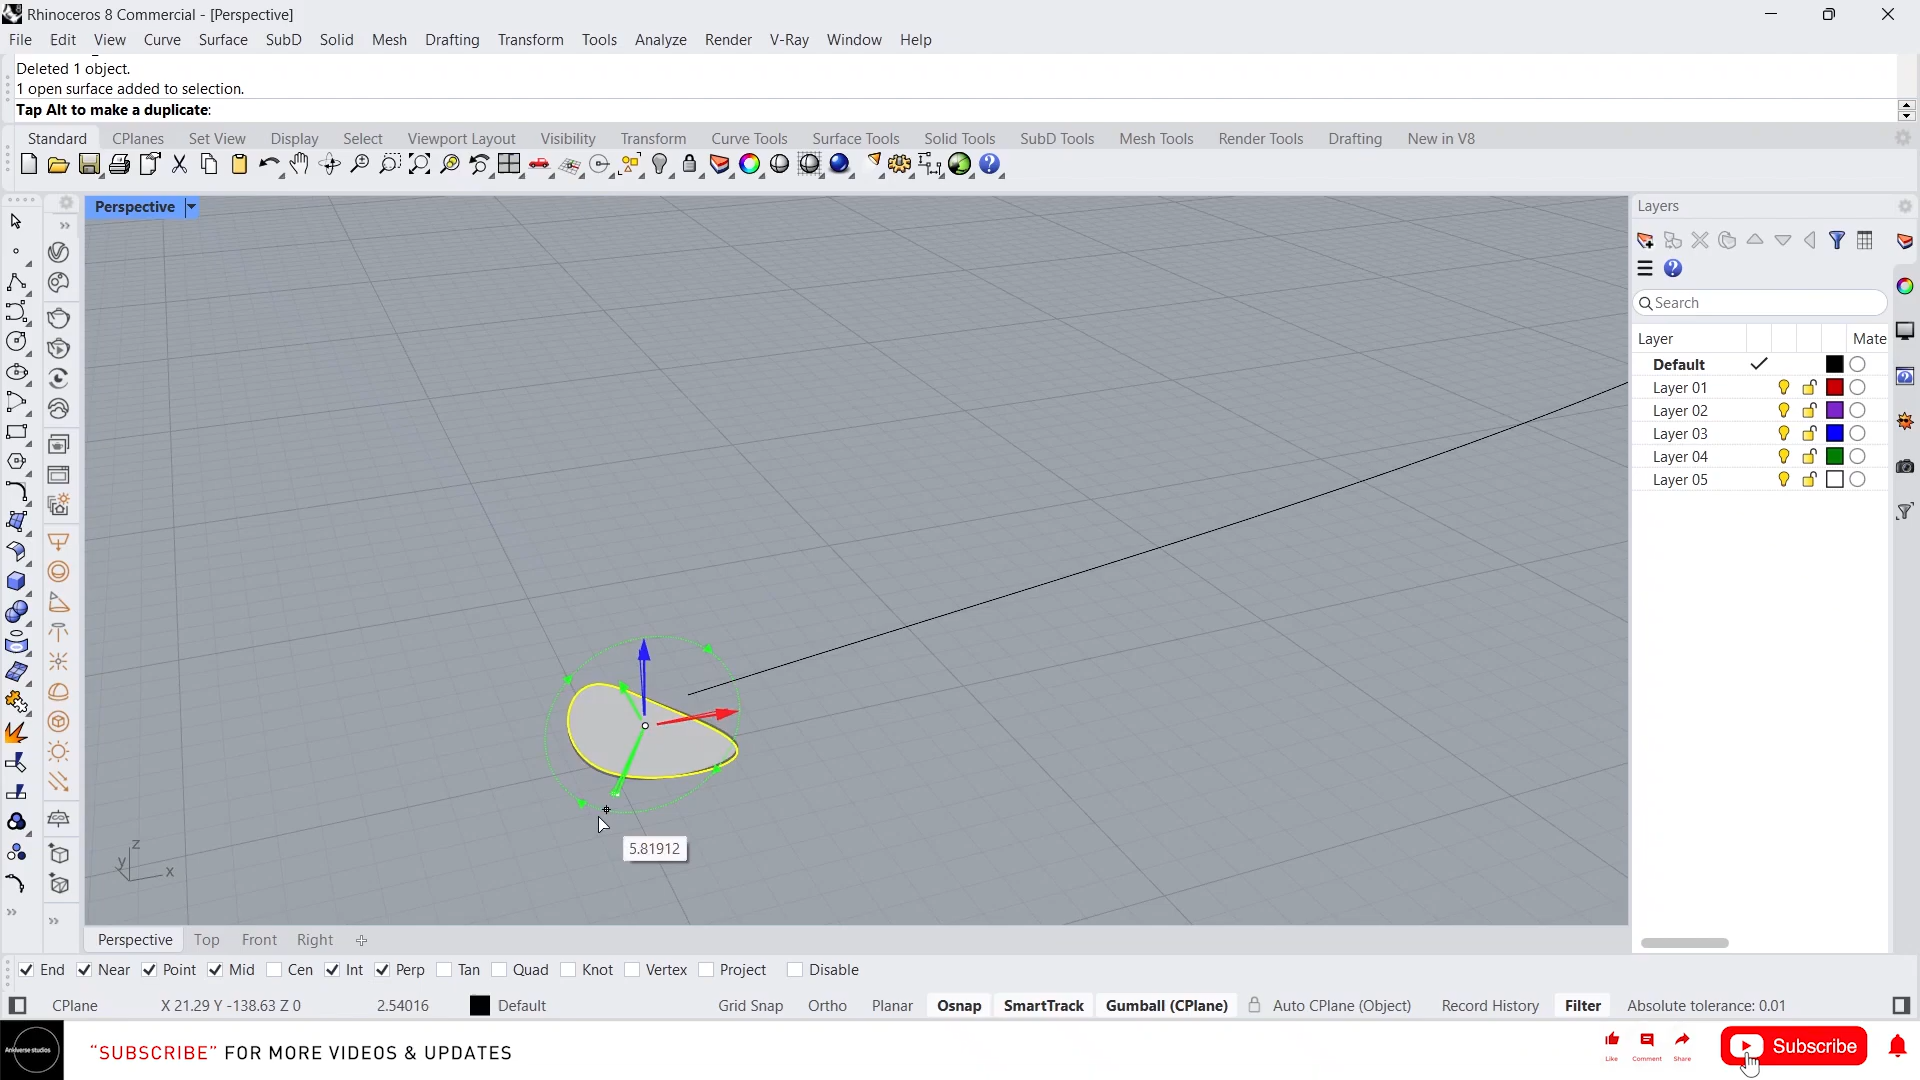 Rhinoceros 8 Commercial - [Perspective]
File Edit View Curve Surface SubD Solid Mesh Drafting Transform Tools Analyze Render V-Ray Window Help
Deleted 1 object.
1 open surface added to selection.
Tap Alt to make a duplicate:
Standard CPlanes Set View Display Select Viewport Layout Visibility Transform Curve Tools Surface Tools Solid Tools SubD Tools Mesh Tools Render Tools Drafting New in V8
Perspective
Layers
Search
Layer Mate
Default
Layer 01
Layer 02
Layer 03
Layer 04
Layer 05
5.81912
z
y
x
Perspective Top Front Right
End Near Point Mid Cen Int Perp Tan Quad Knot Vertex Project Disable
CPlane X 21.29 Y -138.63 Z 0 2.54016 Default Grid Snap Ortho Planar Osnap SmartTrack Gumball (CPlane) Auto CPlane (Object) Record History Filter Absolute tolerance: 0.01
“SUBSCRIBE” FOR MORE VIDEOS & UPDATES
Like Comment Share
Subscribe